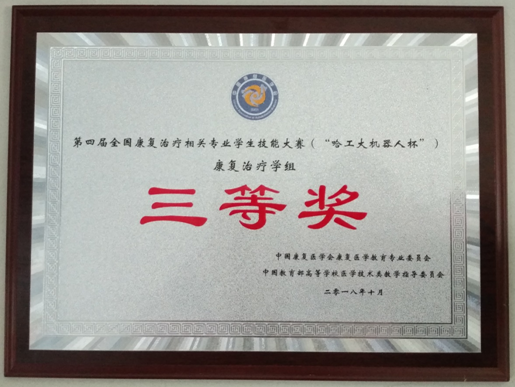 第四届全国康复治疗相关专业学生技能大赛（“哈工大机器人杯”）
康复治疗学组
三等奖
中国康复医学会康复医学教育专业委员会
中国教育部高等学校医学技术类教学指导委员会
二零一八年十月